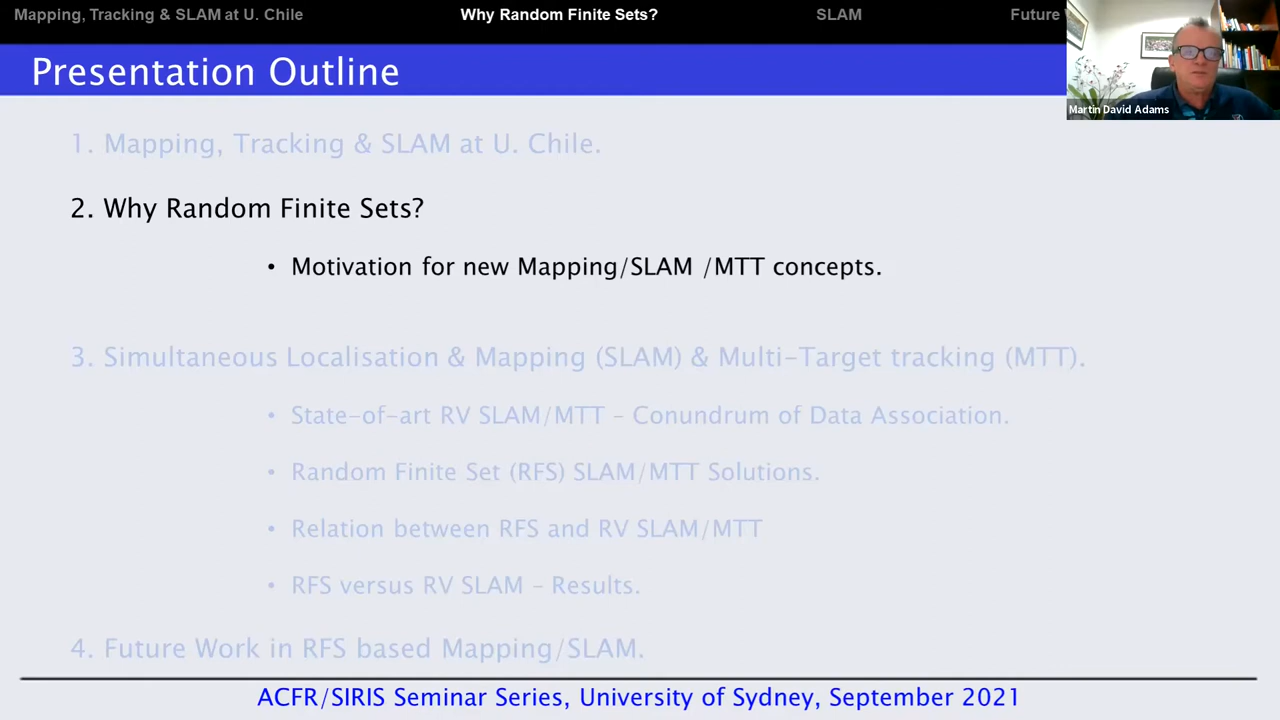 Mapping, Tracking & SLAM at U. Chile
Why Random Finite Sets?
SLAM
Future
Presentation Outline
Martin David Adams
1. Mapping, Tracking & SLAM at U. Chile.
2. Why Random Finite Sets?
• Motivation for new Mapping/SLAM /MTT concepts.
3. Simultaneous Localisation & Mapping (SLAM) & Multi-Target tracking (MTT).
• State-of-art RV SLAM/MTT – Conundrum of Data Association.
• Random Finite Set (RFS) SLAM/MTT Solutions.
• Relation between RFS and RV SLAM/MTT
• RFS versus RV SLAM – Results.
4. Future Work in RFS based Mapping/SLAM.
ACFR/SIRIS Seminar Series, University of Sydney, September 2021